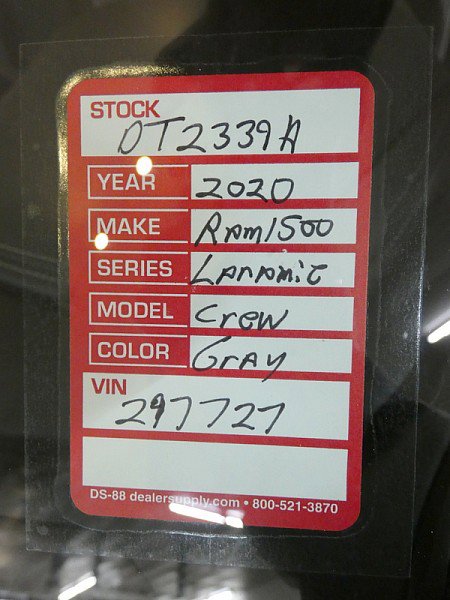 STOCK
DT2339A
YEAR 2020
MAKE Ram1500
SERIES Laramie
MODEL Crew
COLOR Gray
VIN
297727
DS-88 dealersupply.com • 800-521-3870